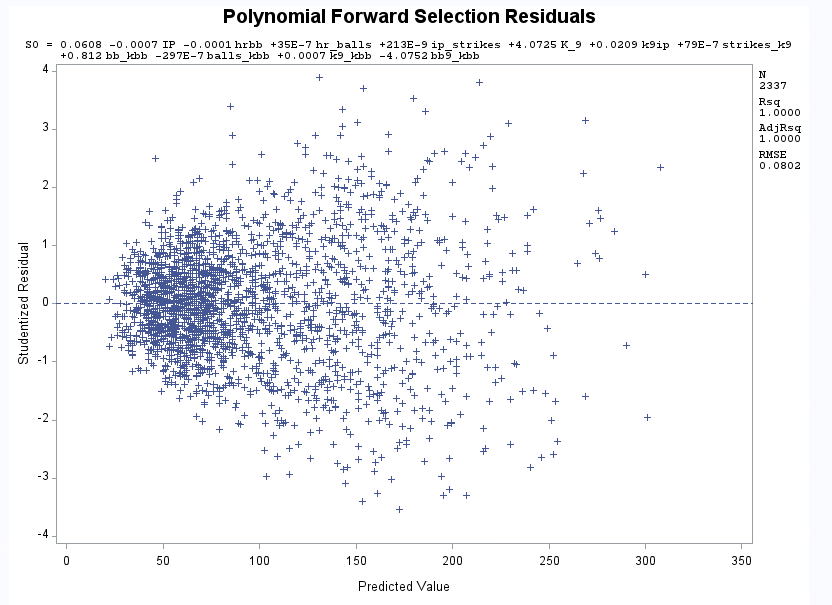 Polynomial Forward Selection Residuals
S0 = 0.0608 -0.0007 IP -0.0001 hrbb +35E-7 hr_balls +213E-9 ip_strikes +4.0725 K_9 +0.0209 k9ip +79E-7 strikes_k9
+0.812 bb_kbb -297E-7 balls_kbb +0.0007 k9_kbb -4.0752 bb9_kbb
N
2337
Rsq
1.0000
AdjRsq
1.0000
RMSE
0.0802
4
3
2
1
0
-1
-2
-3
-4
Studentized Residual
0 50 100 150 200 250 300 350
Predicted Value